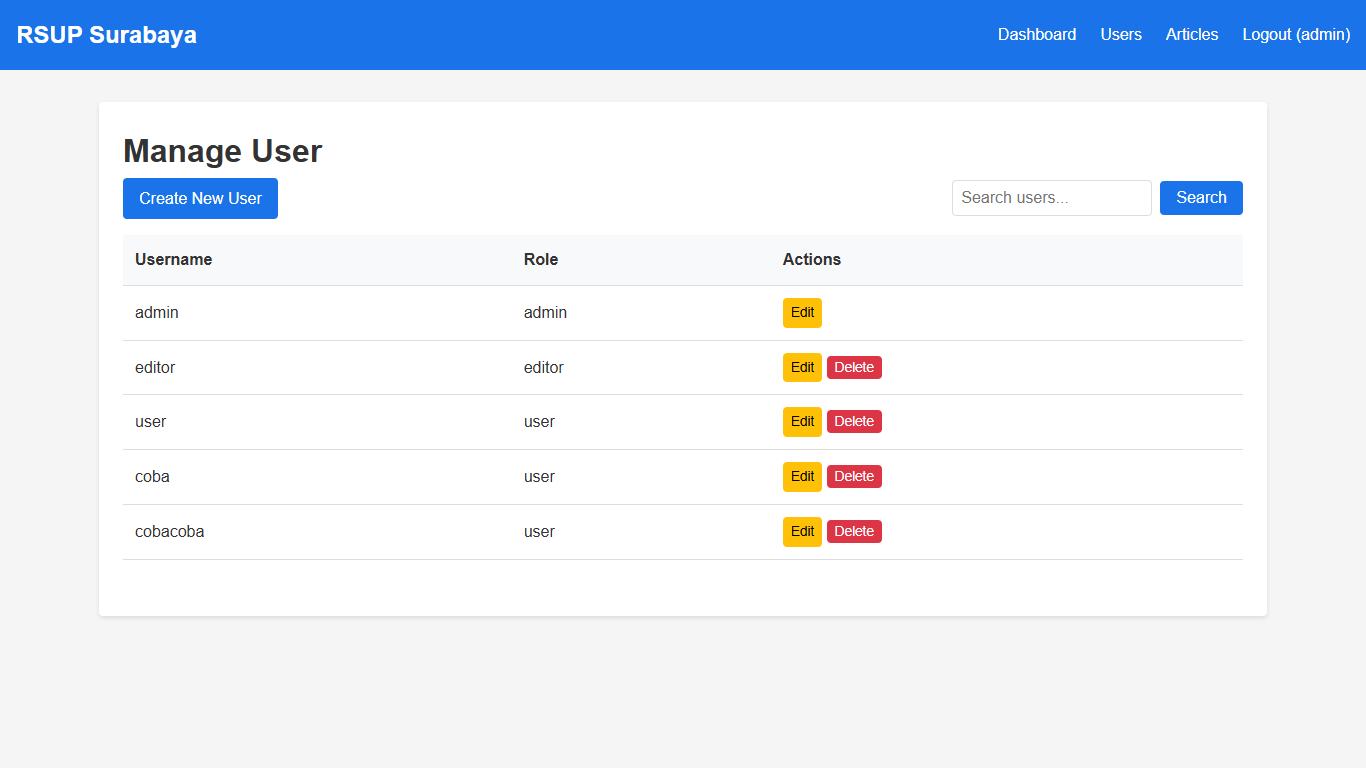 RSUP Surabaya Dashboard Users Articles Logout (admin)
Manage User
Create New User Search users... Search
Username Role Actions
admin admin Edit
editor editor Edit Delete
user user Edit Delete
coba user Edit Delete
cobacoba user Edit Delete